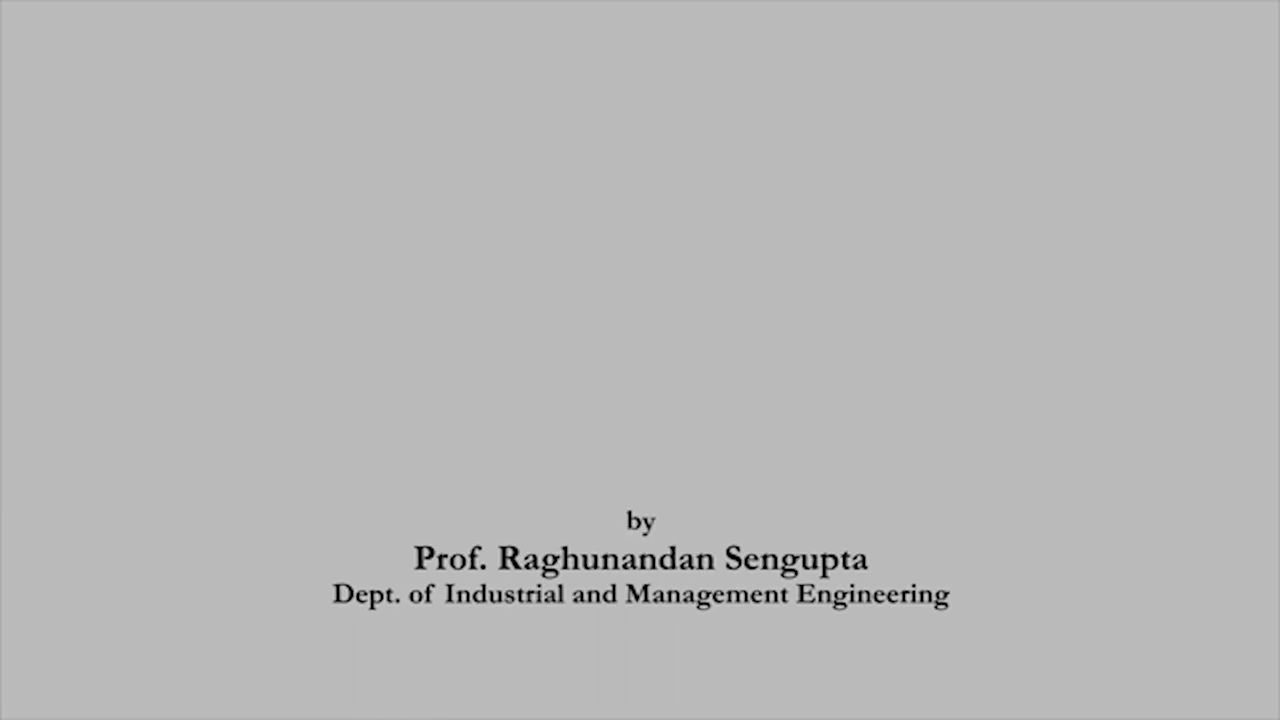 by
Prof. Raghunandan Sengupta
Dept. of Industrial and Management Engineering